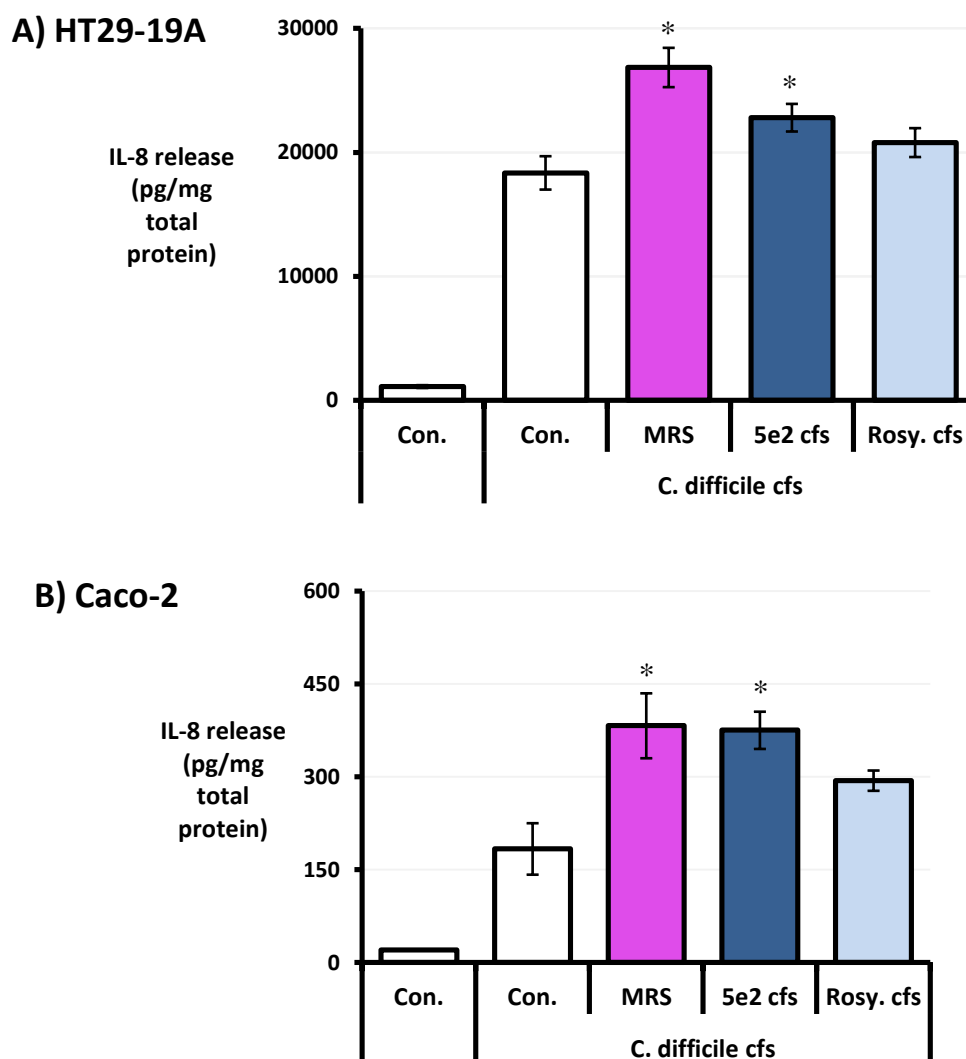 A) HT29-19A
IL-8 release
(pg/mg
total
protein)
30000
20000
10000
0
*
*
Con.
Con.
MRS
5e2 cfs
Rosy. cfs
C. difficile cfs
B) Caco-2
IL-8 release
(pg/mg
total
protein)
600
450
300
150
0
*
*
Con.
Con.
MRS
5e2 cfs
Rosy. cfs
C. difficile cfs